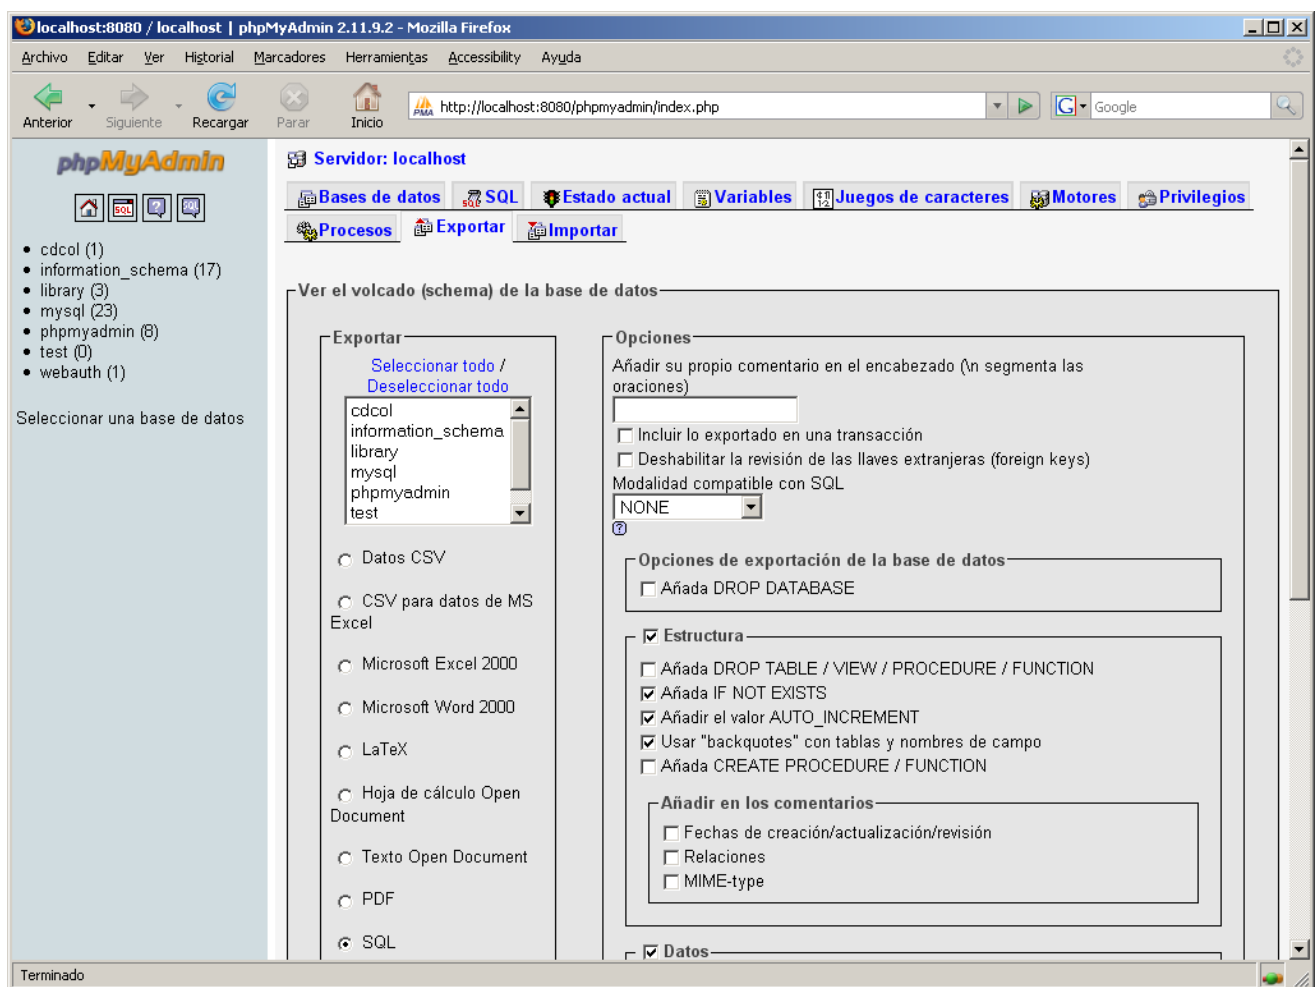 localhost:8080 / localhost | phpMyAdmin 2.11.9.2 - Mozilla Firefox
Archivo Editar Ver Historial Marcadores Herramientas Accessibility Ayuda
Anterior Siguiente Recargar Parar Inicio
PMA http://localhost:8080/phpmyadmin/index.php
G Google
phpMyAdmin
SQL
cdcol (1)
information_schema (17)
library (3)
mysql (23)
phpmyadmin (8)
test (0)
webauth (1)
Seleccionar una base de datos
Servidor: localhost
Bases de datos SQL Estado actual Variables Juegos de caracteres Motores Privilegios
Procesos Exportar Importar
Ver el volcado (schema) de la base de datos
Exportar
Seleccionar todo /
Deseleccionar todo
cdcol
information_schema
library
mysql
phpmyadmin
test
Datos CSV
CSV para datos de MS
Excel
Microsoft Excel 2000
Microsoft Word 2000
LaTeX
Hoja de cálculo Open
Document
Texto Open Document
PDF
SQL
Opciones
Añadir su propio comentario en el encabezado (\n segmenta las
oraciones)
Incluir lo exportado en una transacción
Deshabilitar la revisión de las llaves extranjeras (foreign keys)
Modalidad compatible con SQL
NONE
?
Opciones de exportación de la base de datos
Añada DROP DATABASE
Estructura
Añada DROP TABLE / VIEW / PROCEDURE / FUNCTION
Añada IF NOT EXISTS
Añadir el valor AUTO_INCREMENT
Usar "backquotes" con tablas y nombres de campo
Añada CREATE PROCEDURE / FUNCTION
Añadir en los comentarios
Fechas de creación/actualización/revisión
Relaciones
MIME-type
Datos
Terminado